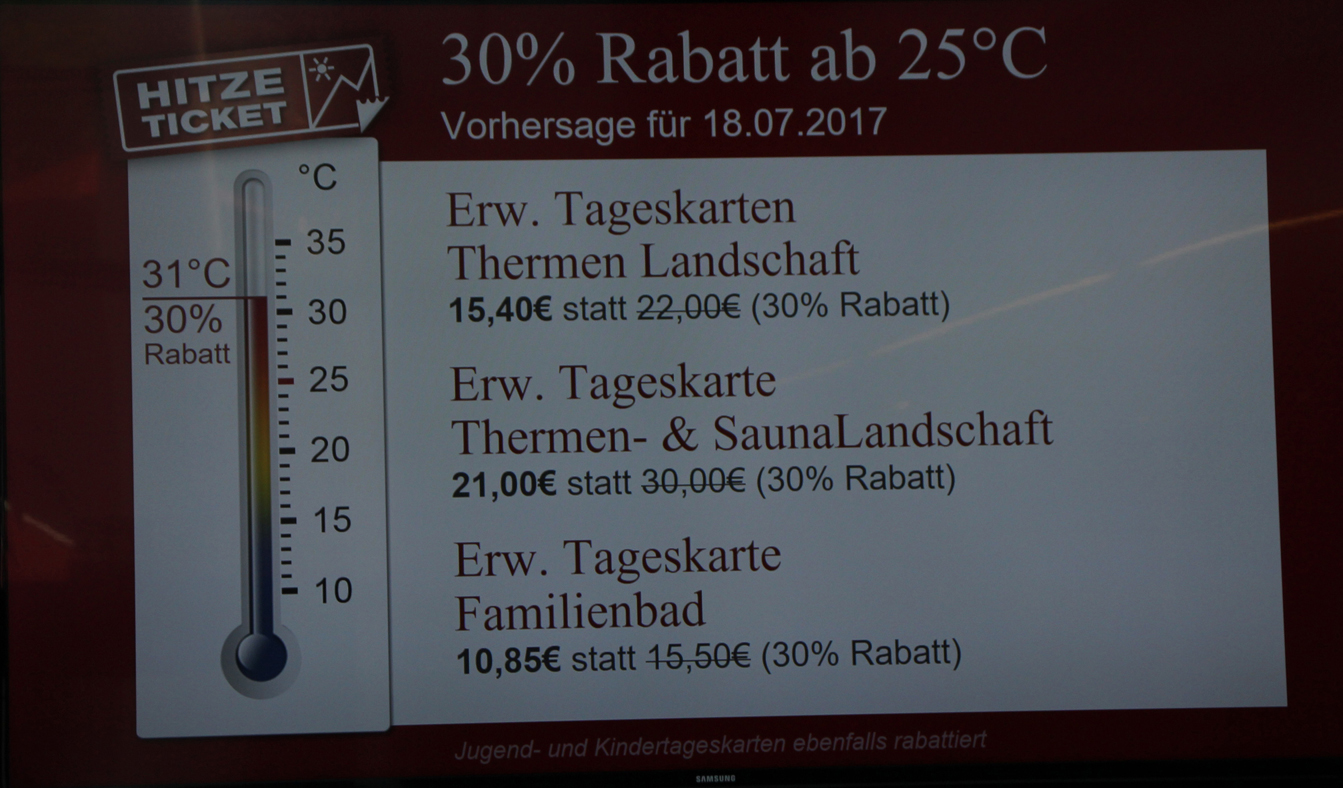 HITZE
TICKET
30% Rabatt ab 25°C
Vorhersage für 18.07.2017
°C
35
31°C
30%
Rabatt
30
25
20
15
10
Erw. Tageskarten
Thermen Landschaft
15,40€ statt 22,00€ (30% Rabatt)
Erw. Tageskarte
Thermen- & SaunaLandschaft
21,00€ statt 30,00€ (30% Rabatt)
Erw. Tageskarte
Familienbad
10,85€ statt 15,50€ (30% Rabatt)
Jugend- und Kindertageskarten ebenfalls rabattiert
SAMSUNG